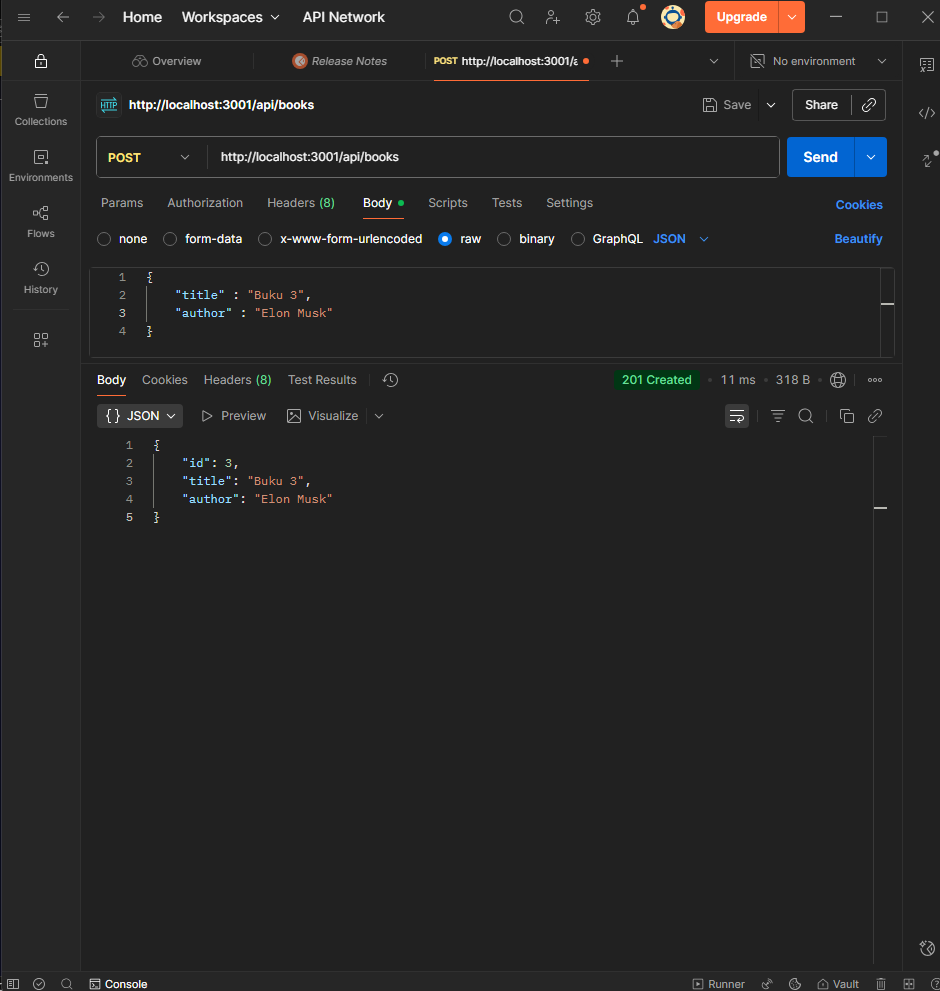 Home Workspaces API Network Upgrade
Overview Release Notes POST http://localhost:3001/a No environment
HTTP http://localhost:3001/api/books Save Share
Collections
Environments
Flows
History
POST http://localhost:3001/api/books Send
Params Authorization Headers (8) Body Scripts Tests Settings Cookies
none form-data x-www-form-urlencoded raw binary GraphQL JSON Beautify
1 {
2 "title" : "Buku 3",
3 "author" : "Elon Musk"
4 }
Body Cookies Headers (8) Test Results 201 Created • 11 ms • 318 B
{ } JSON Preview Visualize
1 {
2 "id": 3,
3 "title": "Buku 3",
4 "author": "Elon Musk"
5 }
Console Runner Vault